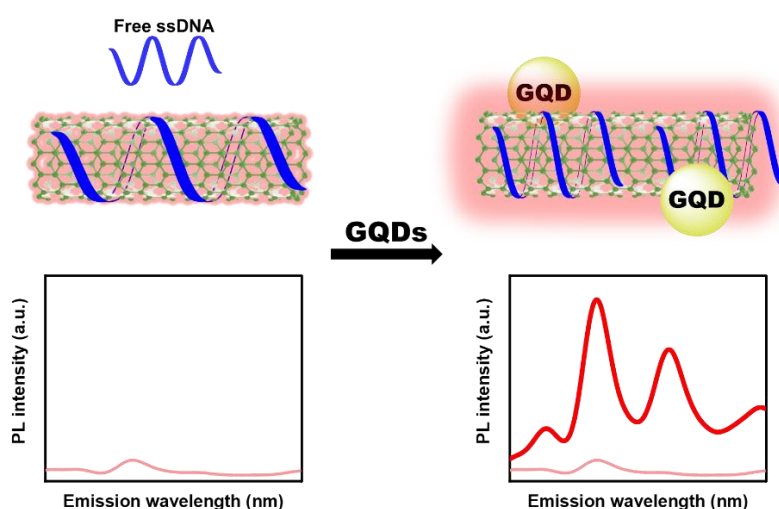 Free ssDNA
GQD
GQD
GQDs
PL intensity (a.u.)
Emission wavelength (nm)
PL intensity (a.u.)
Emission wavelength (nm)